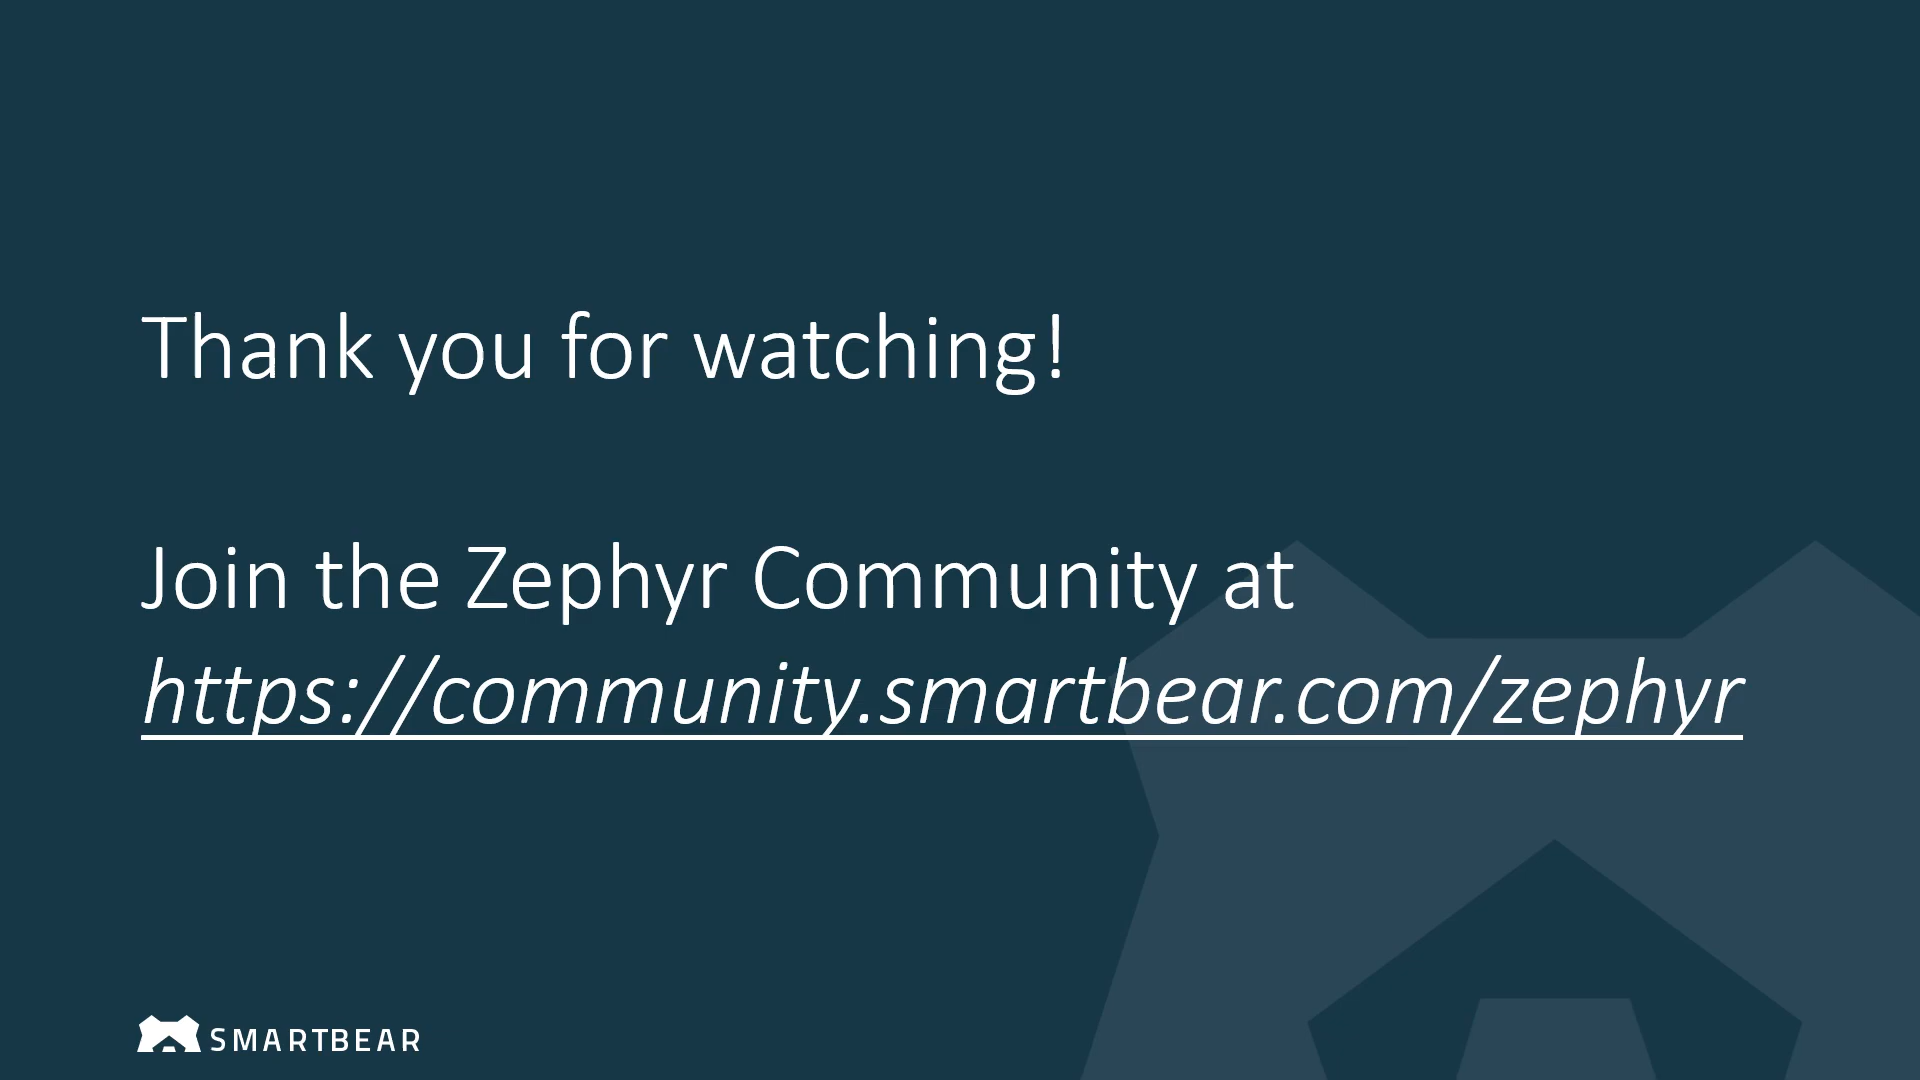 Thank you for watching!
Join the Zephyr Community at
https://community.smartbear.com/zephyr
SMARTBEAR